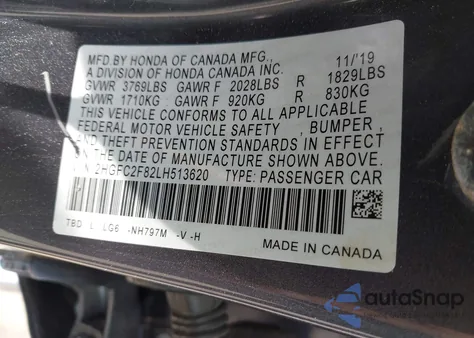 MFD.BY HONDA OF CANADA MFG., 11/'19
A DIVISION OF HONDA CANADA INC.
GVWR 3769LBS GAWR F 2028LBS R 1829LBS
GVWR 1710KG GAWR F 920KG R 830KG
THIS VEHICLE CONFORMS TO ALL APPLICABLE
FEDERAL MOTOR VEHICLE SAFETY , BUMPER,
AND THEFT PREVENTION STANDARDS IN EFFECT
ON THE DATE OF MANUFACTURE SHOWN ABOVE.
2HGFC2F82LH513620 TYPE: PASSENGER CAR
TBD LG6 -NH797M -V-H
MADE IN CANADA
autoSnap